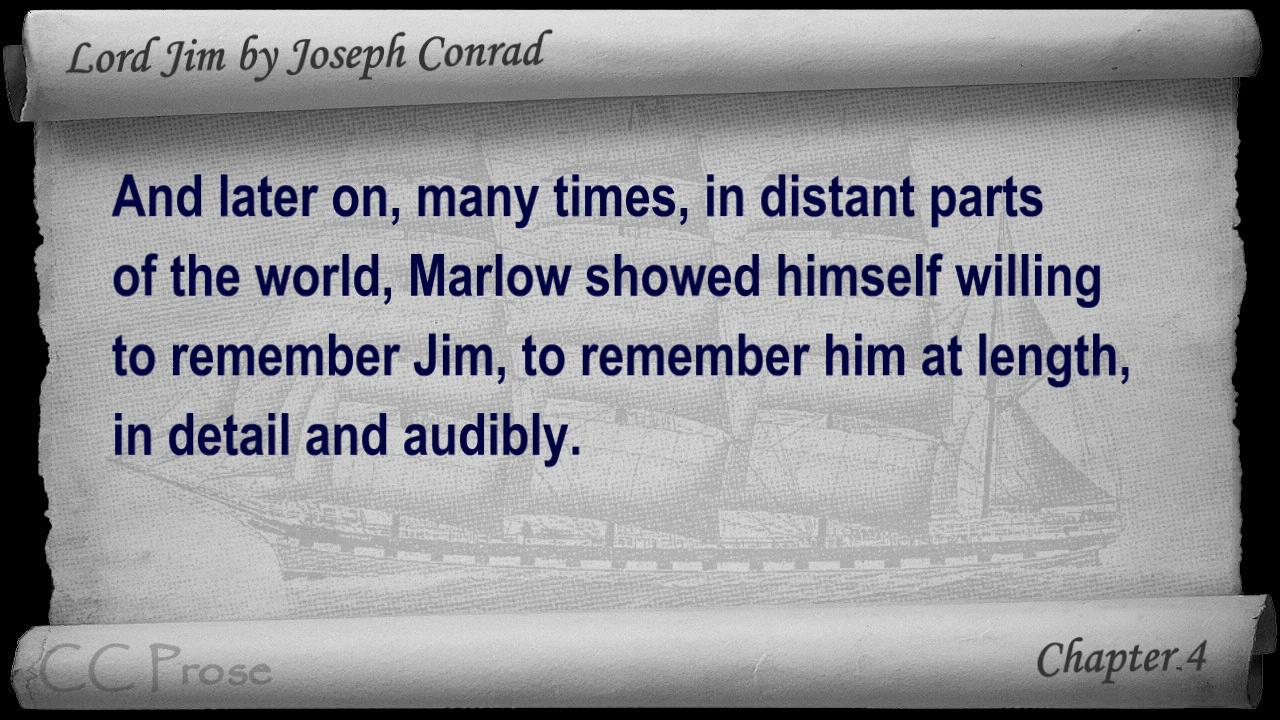 Lord Jim by Joseph Conrad
And later on, many times, in distant parts
of the world, Marlow showed himself willing
to remember Jim, to remember him at length,
in detail and audibly.
CC Prose
Chapter 4